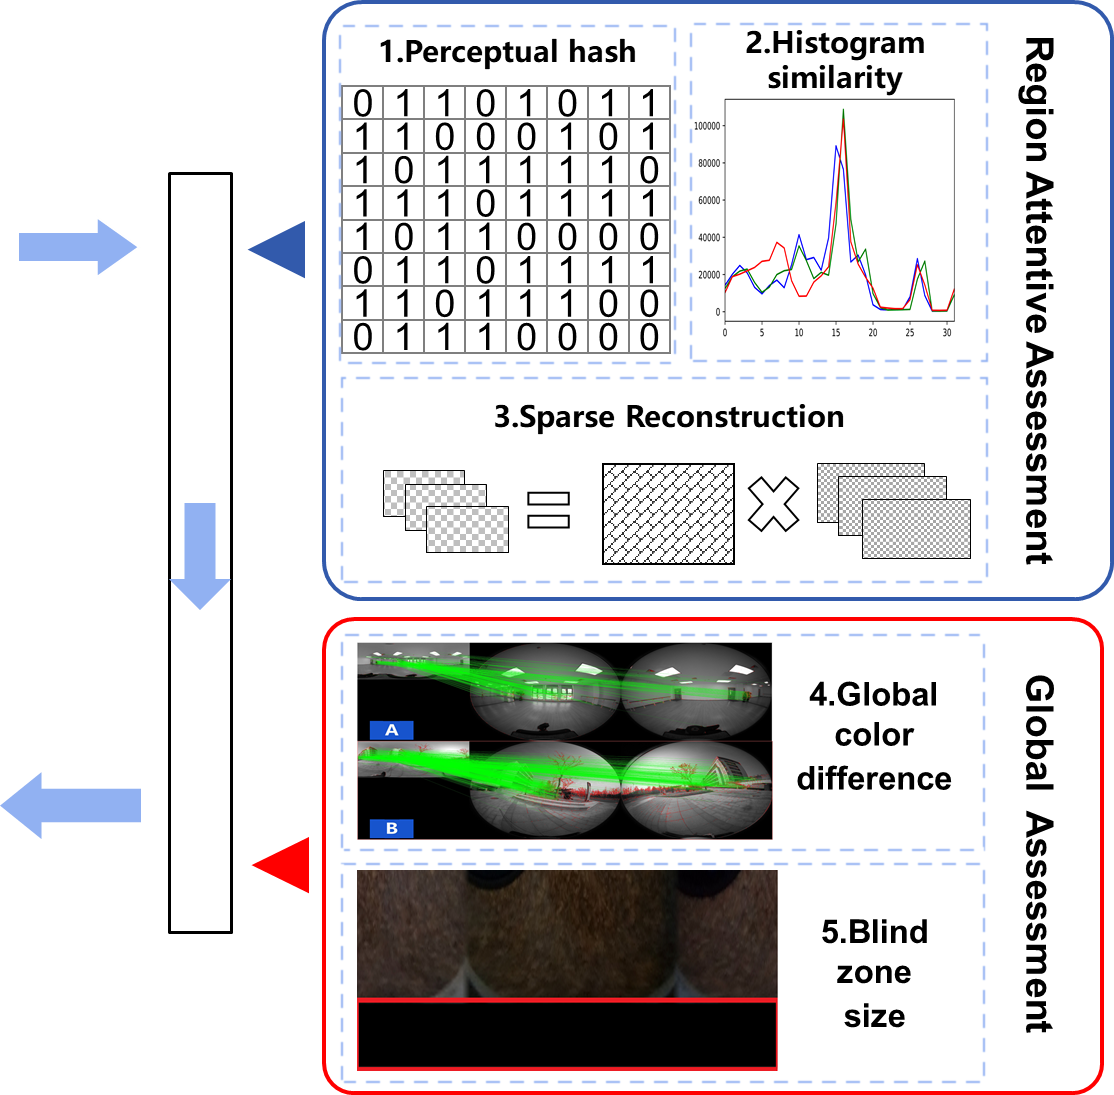 1.Perceptual hash
0 1 1 0 1 0 1 1
1 1 0 0 0 1 0 1
1 0 1 1 1 1 1 0
1 1 1 0 1 1 1 1
1 0 1 1 0 0 0 0
0 1 1 0 1 1 1 1
1 1 0 1 1 1 0 0
0 1 1 1 0 0 0 0
2.Histogram
similarity
100000
80000
60000
40000
20000
0
0 5 10 15 20 25 30
3.Sparse Reconstruction
Region Attentive Assessment
A
B
4.Global
color
difference
5.Blind
zone
size
Global Assessment